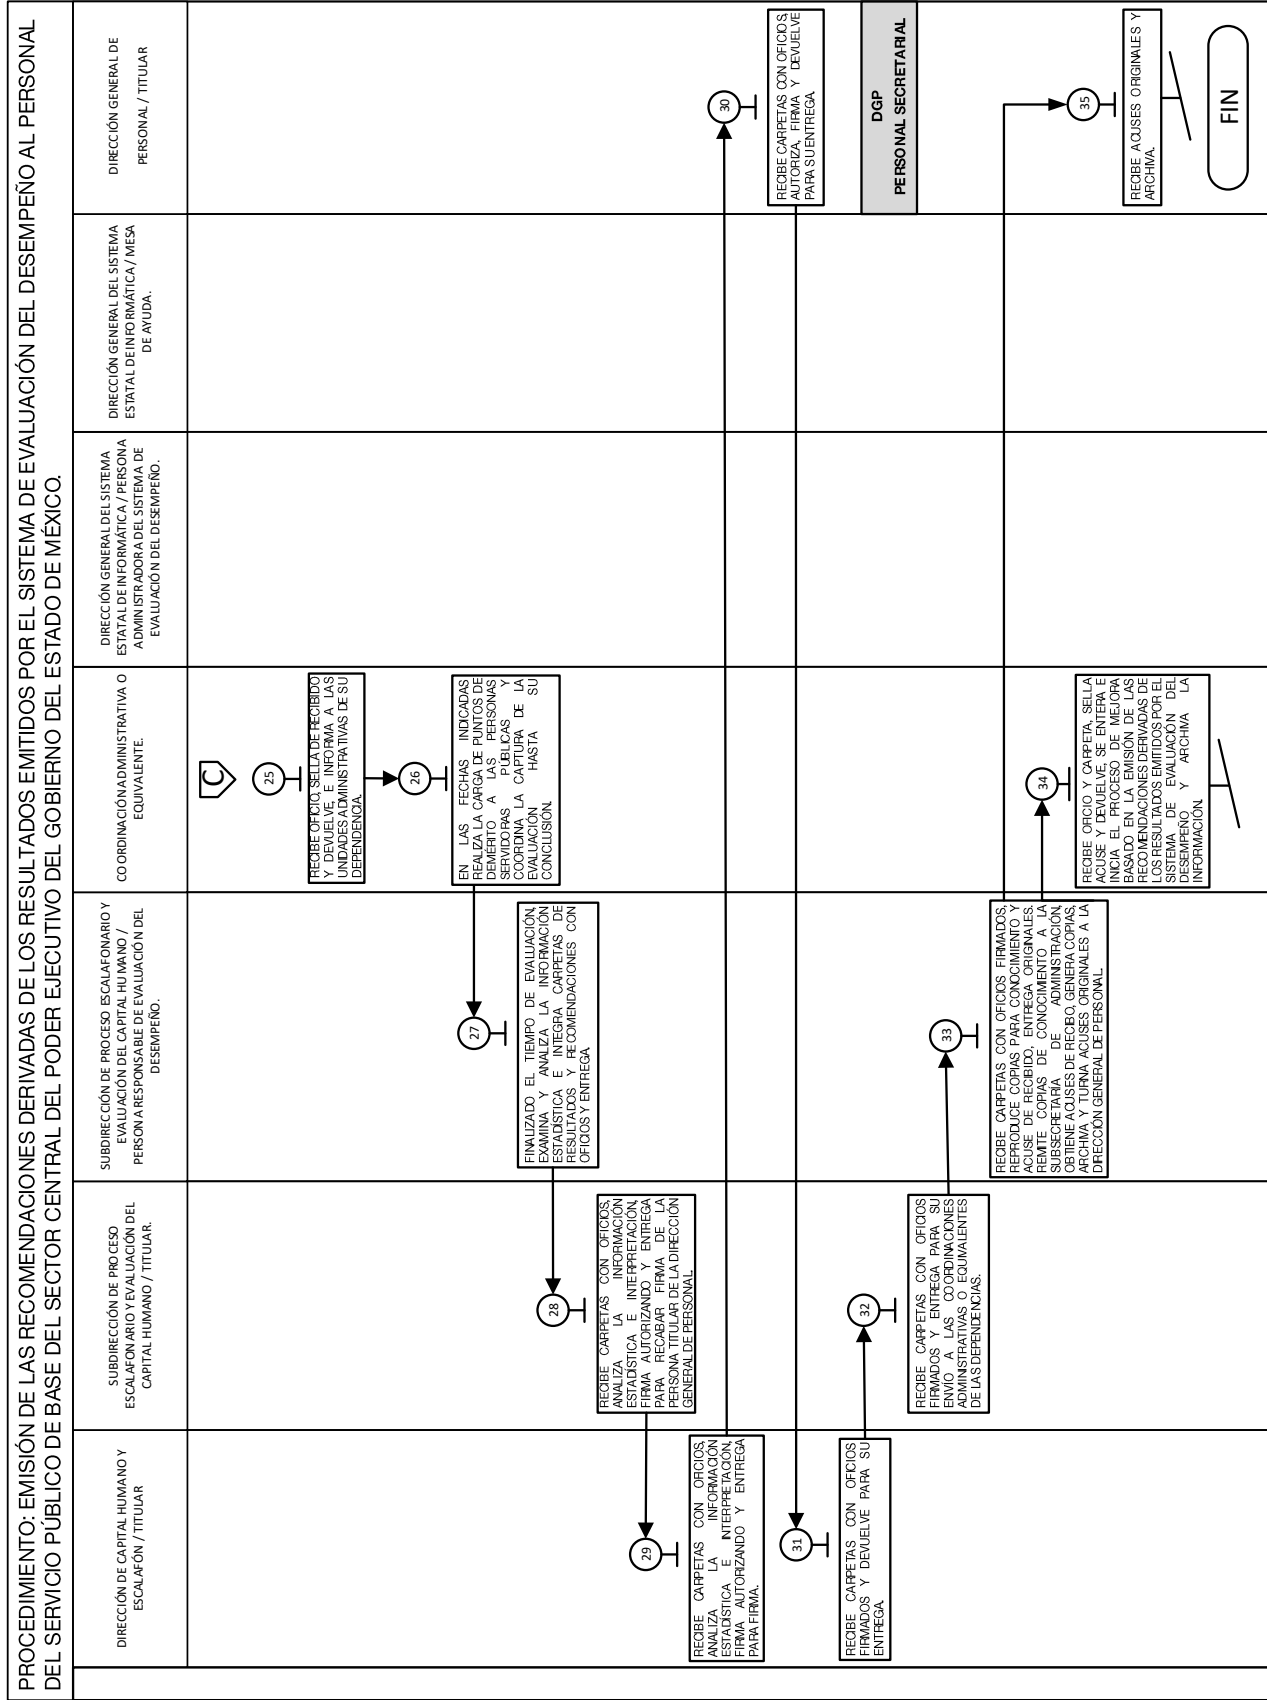 PROCEDIMIENTO: EMISIÓN DE LAS RECOMENDACIONES DERIVADAS DE LOS RESULTADOS EMITIDOS POR EL SISTEMA DE EVALUACIÓN DEL DESEMPEÑO AL PERSONAL
DEL SERVICIO PÚBLICO DE BASE DEL SECTOR CENTRAL DEL PODER EJECUTIVO DEL GOBIERNO DEL ESTADO DE MÉXICO.
DIRECCIÓN DE CAPITAL HUMANO Y
ESCALAFÓN / TITULAR
SUBDIRECCIÓN DE PROCESO
ESCALAFONARIO Y EVALUACIÓN DEL
CAPITAL HUMANO / TITULAR.
SUBDIRECCIÓN DE PROCESO ESCALAFONARIO Y
EVALUACIÓN DEL CAPITAL HUMANO /
PERSONA RESPONSABLE DE EVALUACIÓN DEL
DESEMPEÑO.
COORDINACIÓN ADMINISTRATIVA O
EQUIVALENTE.
DIRECCIÓN GENERAL DEL SISTEMA
ESTATAL DE INFORMÁTICA / PERSONA
ADMINISTRADORA DEL SISTEMA DE
EVALUACIÓN DEL DESEMPEÑO.
DIRECCIÓN GENERAL DEL SISTEMA
ESTATAL DE INFORMÁTICA / MESA
DE AYUDA.
DIRECCIÓN GENERAL DE
PERSONAL / TITULAR
C
25
RECIBE OFICIO, SELLA DE RECIBIDO
Y DEVUELVE, E INFORMA A LAS
UNIDADES ADMINISTRATIVAS DE SU
DEPENDENCIA.
26
EN LAS FECHAS INDICADAS
REALIZA LA CARGA DE PUNTOS DE
DEMÉRITO A LAS PERSONAS
SERVIDORAS PÚBLICAS Y
COORDINA LA CAPTURA DE LA
EVALUACIÓN HASTA SU
CONCLUSIÓN.
27
FINALIZADO EL TIEMPO DE EVALUACIÓN,
EXAMINA Y ANALIZA LA INFORMACIÓN
ESTADÍSTICA E INTEGRA CARPETAS DE
RESULTADOS Y RECOMENDACIONES CON
OFICIOS Y ENTREGA.
28
RECIBE CARPETAS CON OFICIOS,
ANALIZA LA INFORMACIÓN
ESTADÍSTICA E INTERPRETACIÓN,
FIRMA AUTORIZANDO Y ENTREGA
PARA RECABAR FIRMA DE LA
PERSONA TITULAR DE LA DIRECCIÓN
GENERAL DE PERSONAL.
29
RECIBE CARPETAS CON OFICIOS,
ANALIZA LA INFORMACIÓN
ESTADÍSTICA E INTERPRETACIÓN,
FIRMA AUTORIZANDO Y ENTREGA
PARA FIRMA.
30
RECIBE CARPETAS CON OFICIOS,
AUTORIZA, FIRMA Y DEVUELVE
PARA SU ENTREGA.
31
RECIBE CARPETAS CON OFICIOS
FIRMADOS Y DEVUELVE PARA SU
ENTREGA.
DGP
PERSONAL SECRETARIAL
32
RECIBE CARPETAS CON OFICIOS
FIRMADOS Y ENTREGA PARA SU
ENVÍO A LAS COORDINACIONES
ADMINISTRATIVAS O EQUIVALENTES
DE LAS DEPENDENCIAS.
33
RECIBE CARPETAS CON OFICIOS FIRMADOS,
REPRODUCE COPIAS PARA CONOCIMIENTO Y
ACUSE DE RECIBIDO, ENTREGA ORIGINALES.
REMITE COPIAS DE CONOCIMIENTO A LA
SUBSECRETARÍA DE ADMINISTRACIÓN,
OBTIENE ACUSES DE RECIBO, GENERA COPIAS,
ARCHIVA Y TURNA ACUSES ORIGINALES A LA
DIRECCIÓN GENERAL DE PERSONAL.
34
RECIBE OFICIO Y CARPETA, SELLA
ACUSE Y DEVUELVE, SE ENTERA E
INICIA EL PROCESO DE MEJORA
BASADO EN LA EMISIÓN DE LAS
RECOMENDACIONES DERIVADAS DE
LOS RESULTADOS EMITIDOS POR EL
SISTEMA DE EVALUACIÓN DEL
DESEMPEÑO Y ARCHIVA LA
INFORMACIÓN.
35
RECIBE ACUSES ORIGINALES Y
ARCHIVA.
FIN